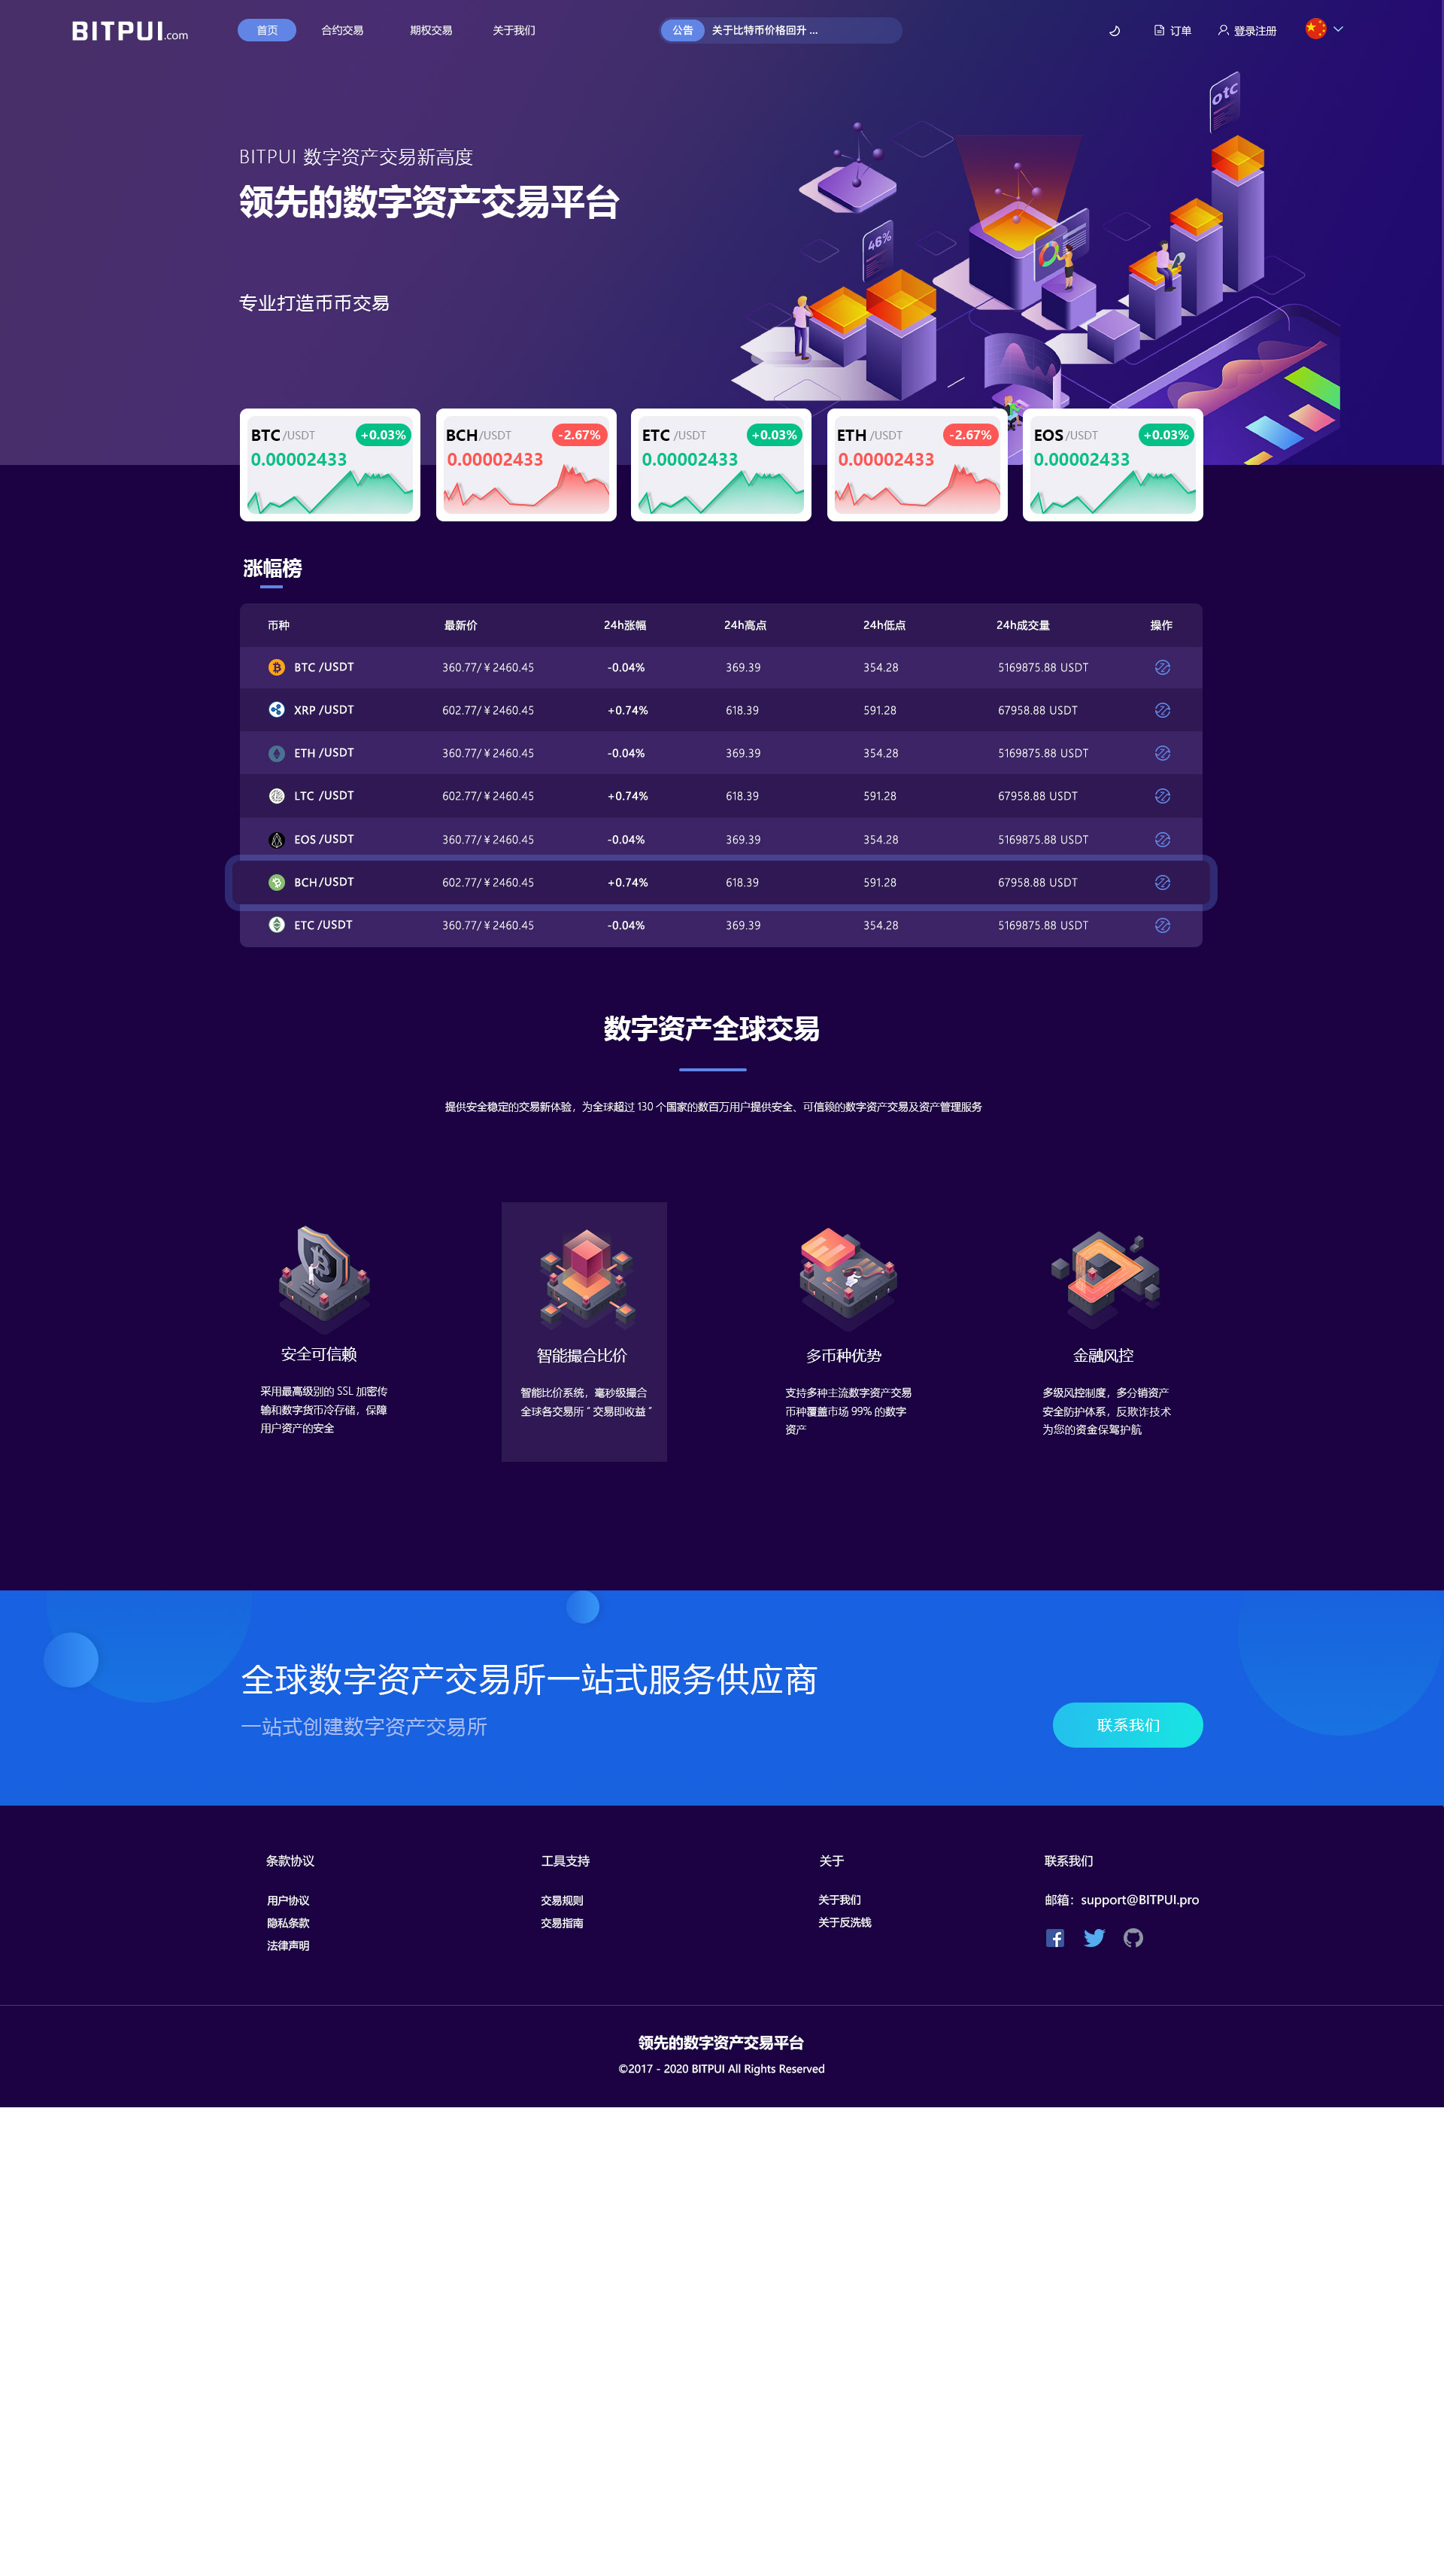 BITPUI.com 首页 合约交易 期权交易 关于我们 公告 关于比特币价格回升 ... 订单 登录注册
otc
BITPUI 数字资产交易新高度
领先的数字资产交易平台
46%
专业打造币币交易
BTC /USDT +0.03%
0.00002433
BCH /USDT -2.67%
0.00002433
ETC /USDT +0.03%
0.00002433
ETH /USDT -2.67%
0.00002433
EOS /USDT +0.03%
0.00002433
涨幅榜
币种 最新价 24h涨幅 24h高点 24h低点 24h成交量 操作
BTC /USDT 360.77/¥2460.45 -0.04% 369.39 354.28 5169875.88 USDT
XRP /USDT 602.77/¥2460.45 +0.74% 618.39 591.28 67958.88 USDT
ETH /USDT 360.77/¥2460.45 -0.04% 369.39 354.28 5169875.88 USDT
LTC /USDT 602.77/¥2460.45 +0.74% 618.39 591.28 67958.88 USDT
EOS /USDT 360.77/¥2460.45 -0.04% 369.39 354.28 5169875.88 USDT
BCH /USDT 602.77/¥2460.45 +0.74% 618.39 591.28 67958.88 USDT
ETC /USDT 360.77/¥2460.45 -0.04% 369.39 354.28 5169875.88 USDT
数字资产全球交易
提供安全稳定的交易新体验，为全球超过 130 个国家的数百万用户提供安全、可信赖的数字资产交易及资产管理服务
安全可信赖
采用最高级别的 SSL 加密传
输和数字货币冷存储，保障
用户资产的安全
智能撮合比价
智能比价系统，毫秒级撮合
全球各交易所 " 交易即收益 "
多币种优势
支持多种主流数字资产交易
币种覆盖市场 99% 的数字
资产
金融风控
多级风控制度，多分销资产
安全防护体系，反欺诈技术
为您的资金保驾护航
全球数字资产交易所一站式服务供应商
一站式创建数字资产交易所
联系我们
条款协议
用户协议
隐私条款
法律声明
工具支持
交易规则
交易指南
关于
关于我们
关于反洗钱
联系我们
邮箱：support@BITPUI.pro
领先的数字资产交易平台
©2017 - 2020 BITPUI All Rights Reserved